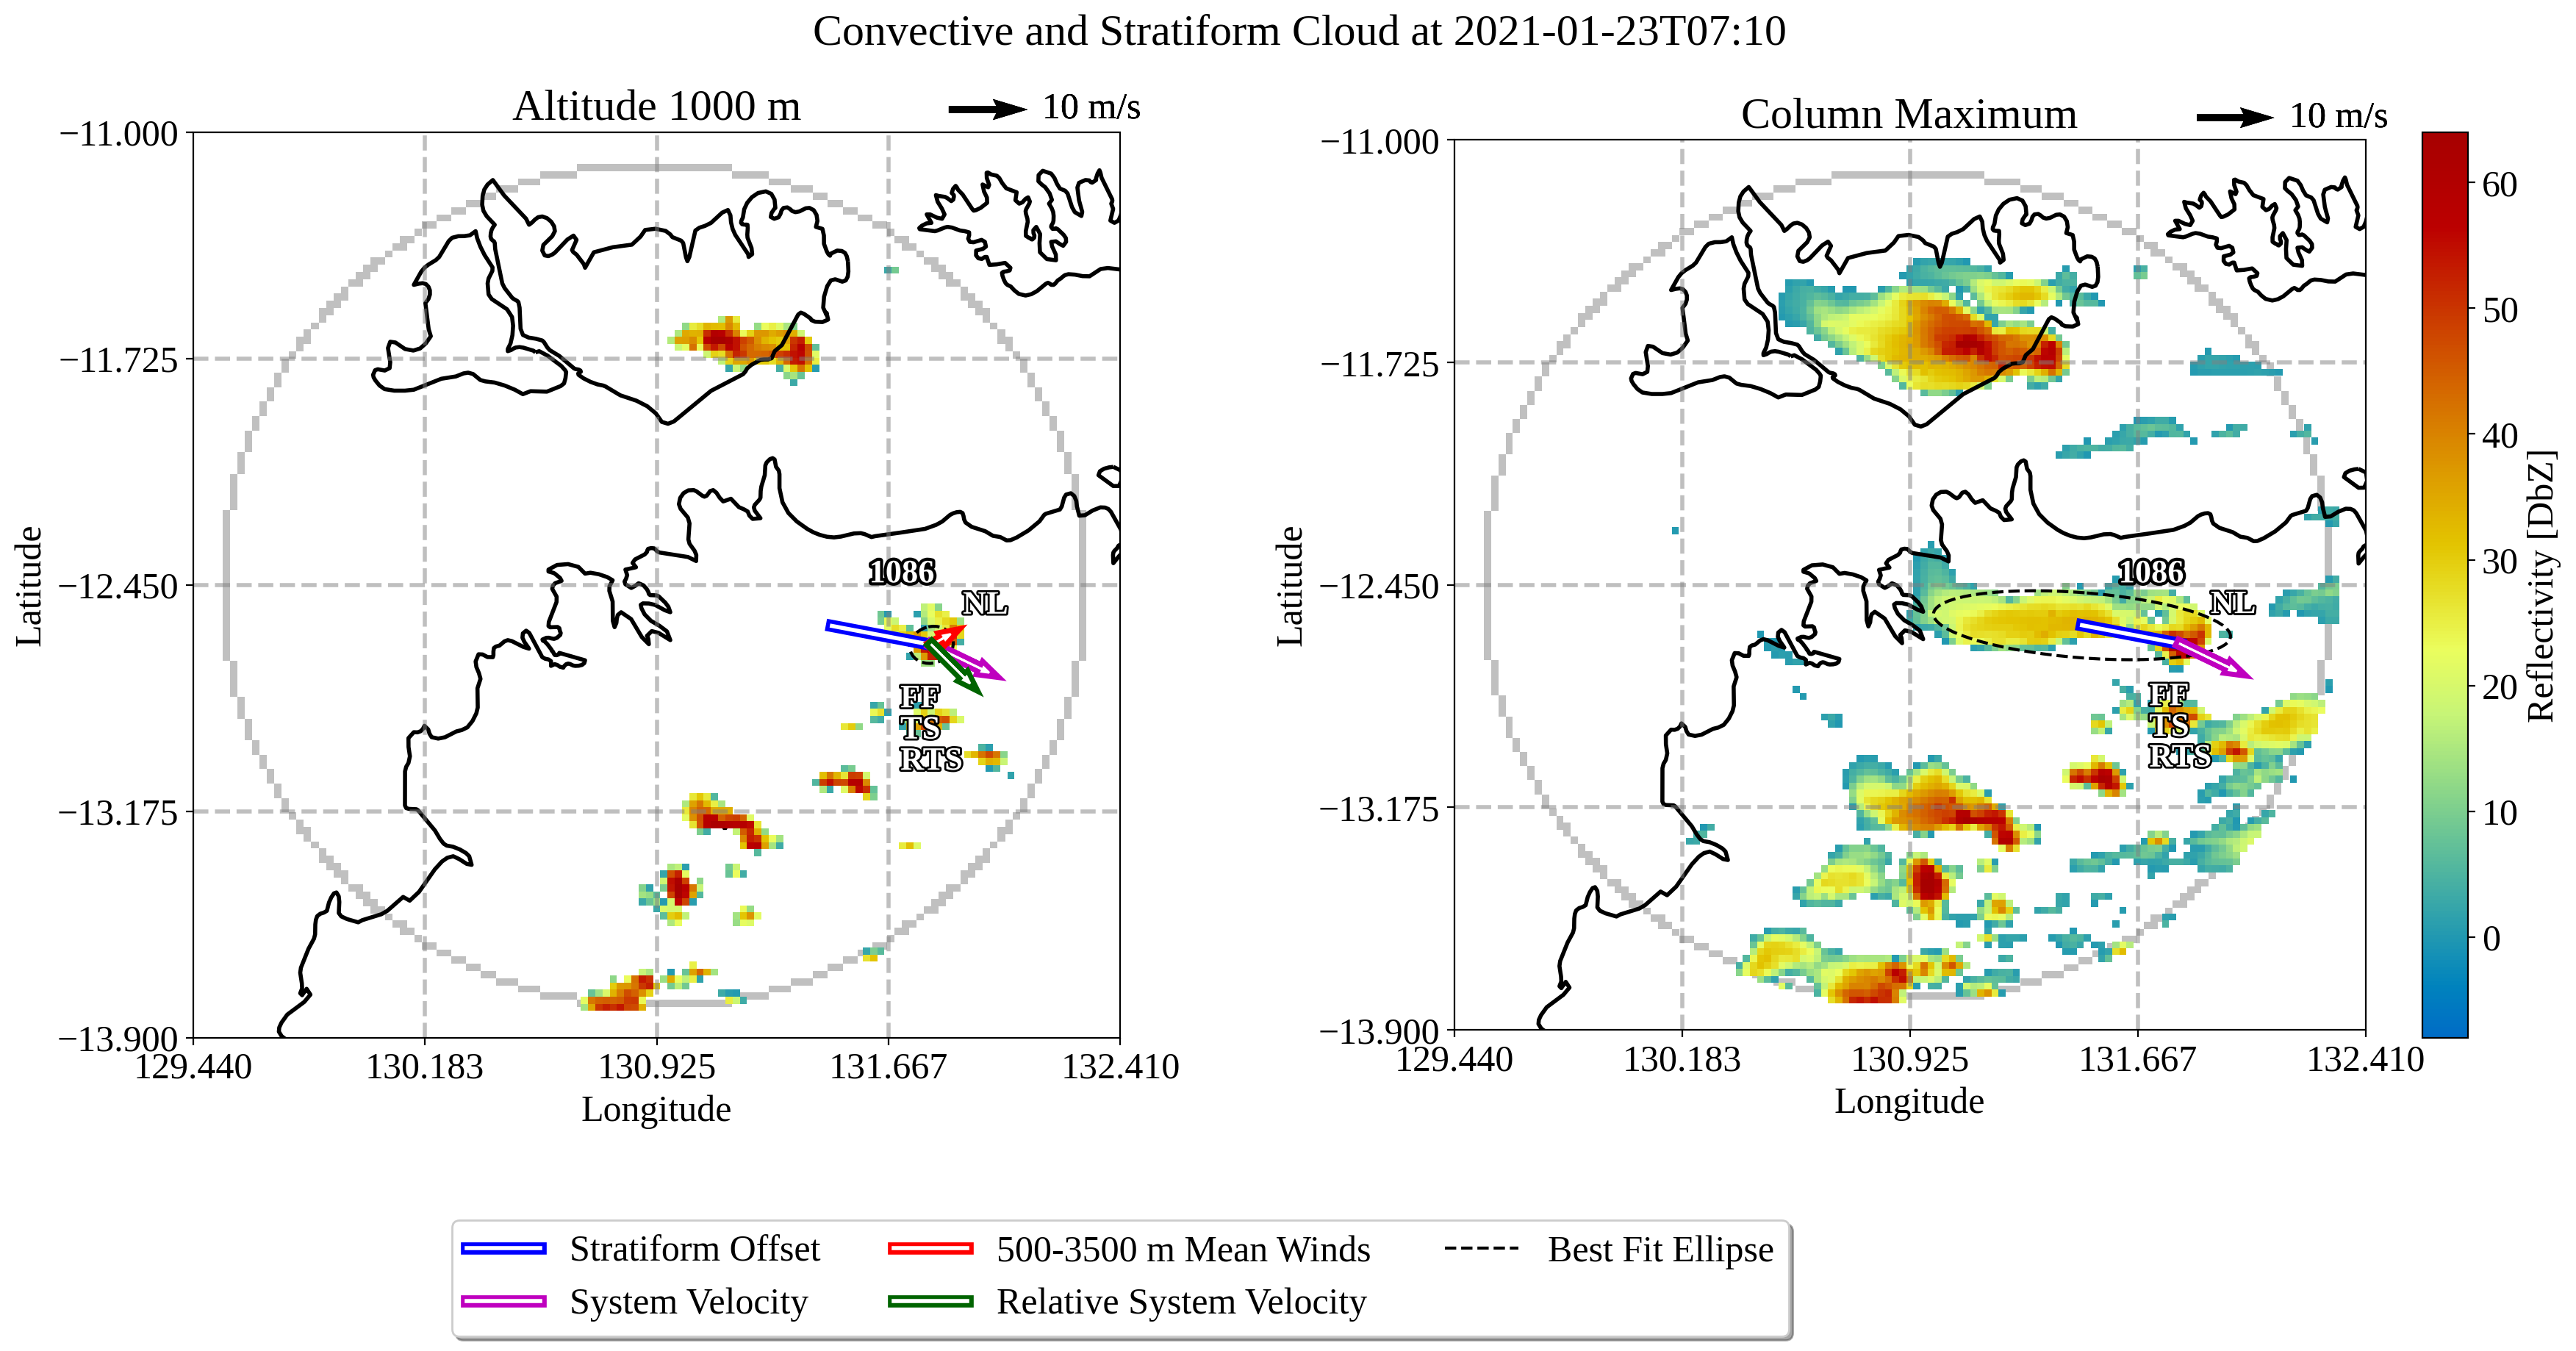 Convective and Stratiform Cloud at 2021-01-23T07:10
Altitude 1000 m
10 m/s
−11.000
−11.725
−12.450
−13.175
−13.900
Latitude
129.440
130.183
130.925
131.667
132.410
Longitude
1086
NL
FF
TS
RTS
Column Maximum
10 m/s
−11.000
−11.725
−12.450
−13.175
−13.900
Latitude
129.440
130.183
130.925
131.667
132.410
Longitude
1086
NL
FF
TS
RTS
60
50
40
30
20
10
0
Reflectivity [DbZ]
Stratiform Offset
500-3500 m Mean Winds
Best Fit Ellipse
System Velocity
Relative System Velocity